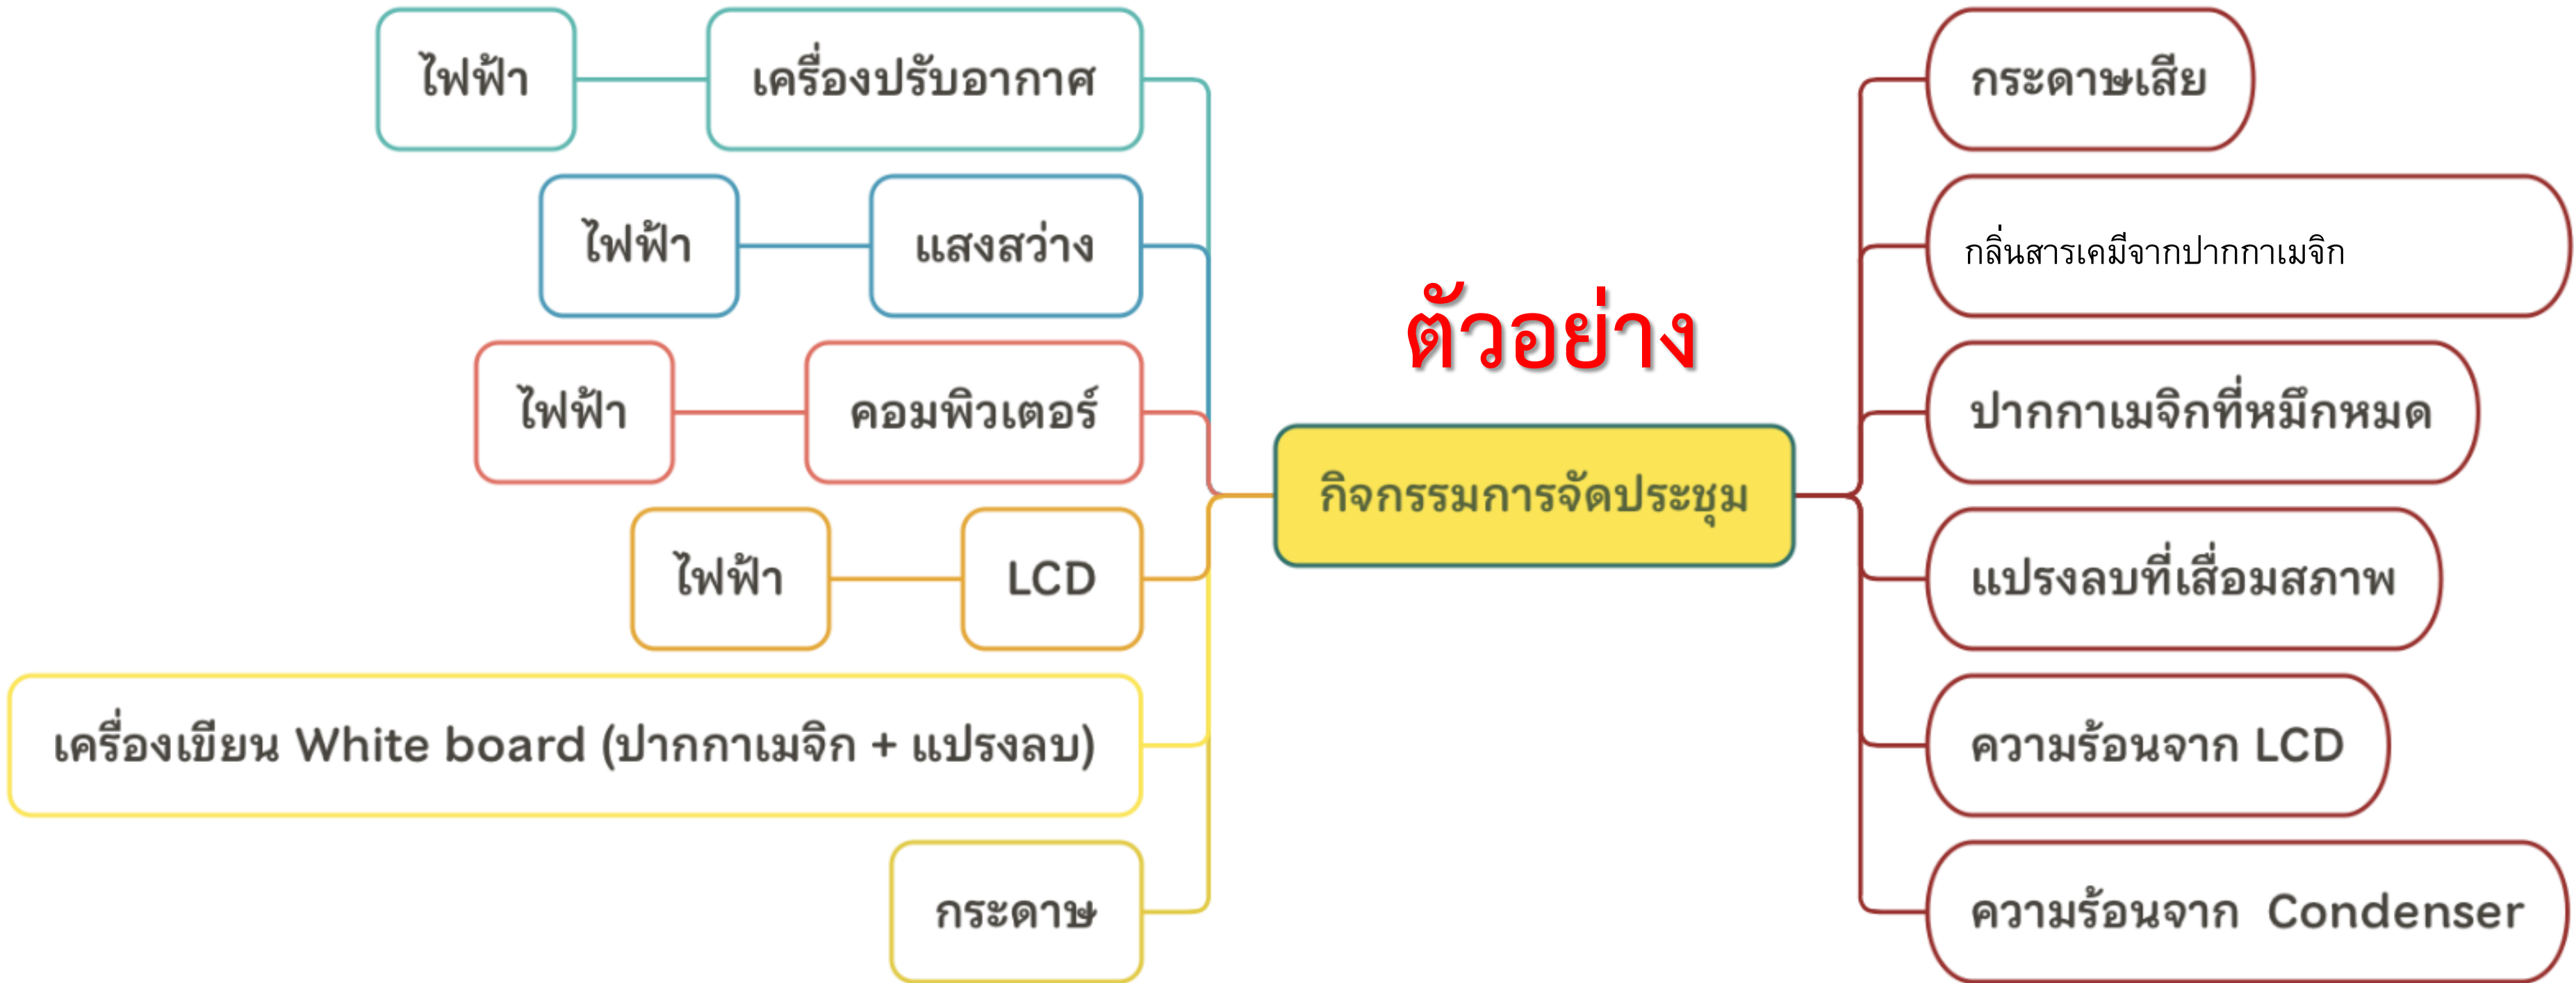 ไฟฟ้า
เครื่องปรับอากาศ
ไฟฟ้า
แสงสว่าง
ไฟฟ้า
คอมพิวเตอร์
ไฟฟ้า
LCD
เครื่องเขียน White board (ปากกาเมจิก + แปรงลบ)
กระดาษ
ตัวอย่าง
กิจกรรมการจัดประชุม
กระดาษเสีย
กลิ่นสารเคมีจากปากกาเมจิก
ปากกาเมจิกที่หมึกหมด
แปรงลบที่เสื่อมสภาพ
ความร้อนจาก LCD
ความร้อนจาก Condenser